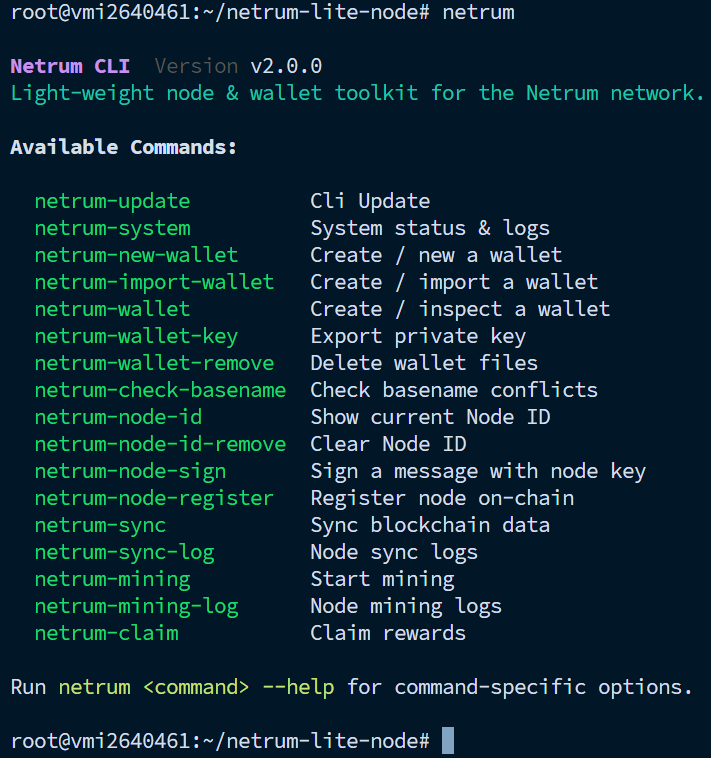 root@vmi2640461:~/netrum-lite-node# netrum
Netrum CLI  Version v2.0.0
Light-weight node & wallet toolkit for the Netrum network.
Available Commands:
netrum-update          Cli Update
netrum-system          System status & logs
netrum-new-wallet      Create / new a wallet
netrum-import-wallet   Create / import a wallet
netrum-wallet          Create / inspect a wallet
netrum-wallet-key      Export private key
netrum-wallet-remove   Delete wallet files
netrum-check-basename  Check basename conflicts
netrum-node-id         Show current Node ID
netrum-node-id-remove  Clear Node ID
netrum-node-sign       Sign a message with node key
netrum-node-register   Register node on-chain
netrum-sync            Sync blockchain data
netrum-sync-log        Node sync logs
netrum-mining          Start mining
netrum-mining-log      Node mining logs
netrum-claim           Claim rewards
Run netrum <command> --help for command-specific options.
root@vmi2640461:~/netrum-lite-node#